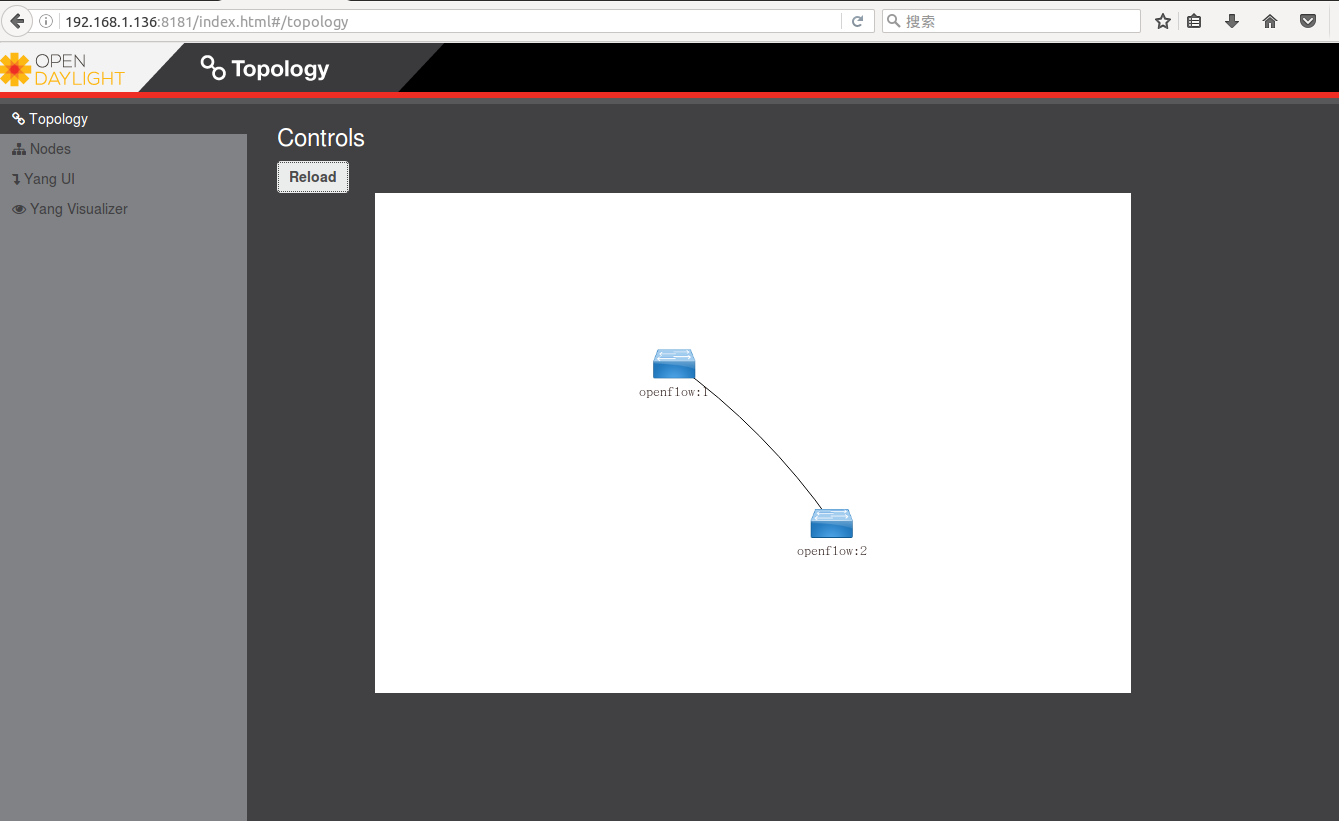 192.168.1.136:8181/index.html#/topology
搜索
OPEN
DAYLIGHT
Topology
Topology
Nodes
Yang UI
Yang Visualizer
Controls
Reload
openflow:1
openflow:2